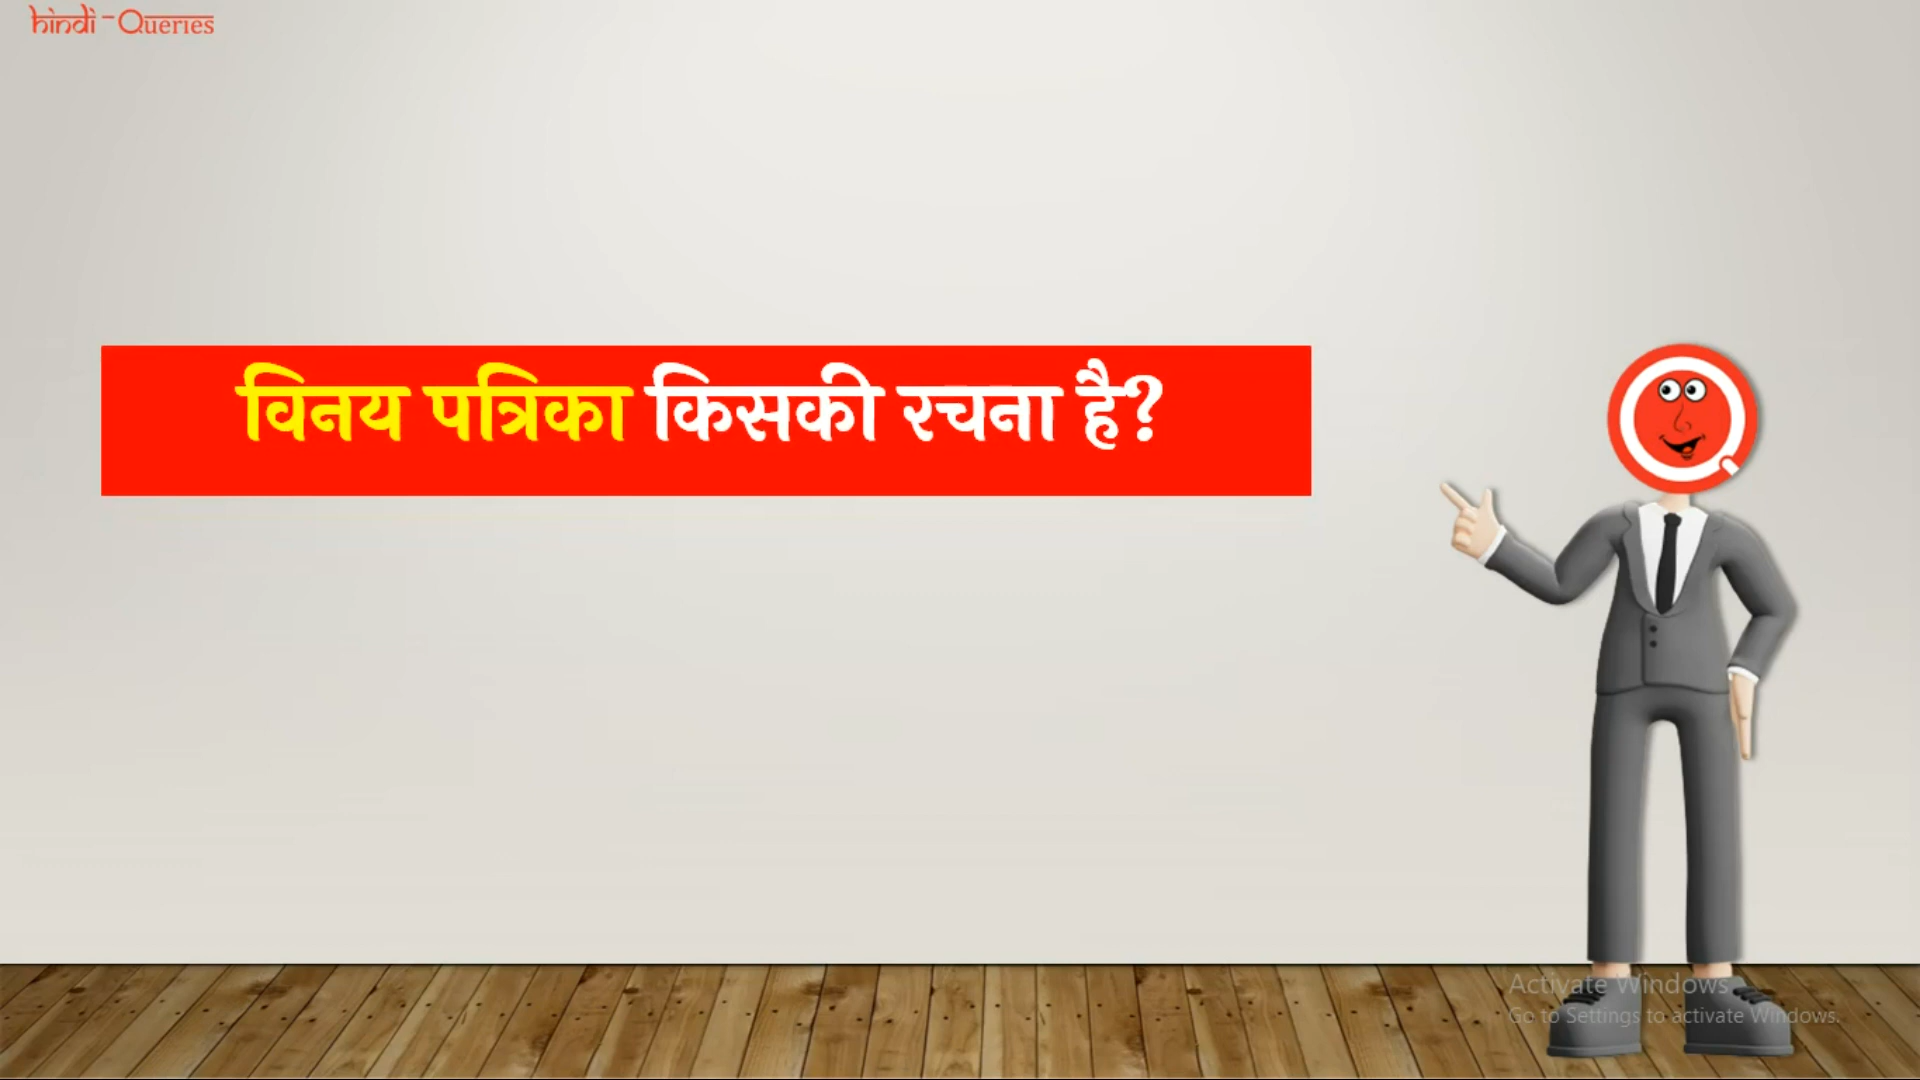 hindi-Queries
विनय पत्रिका किसकी रचना है?
Activate Windows
Go to Settings to activate Windows.